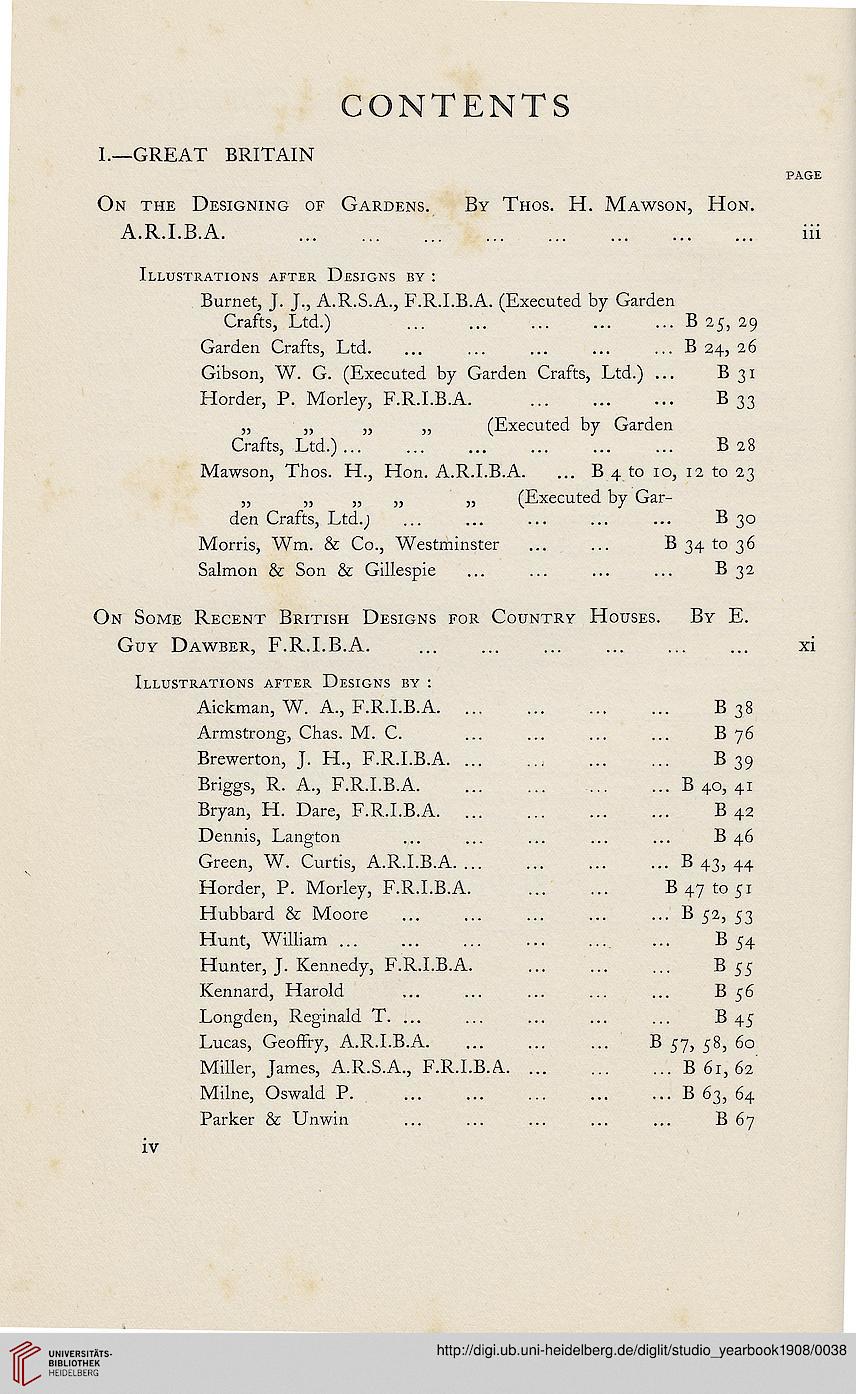 CONTENTS
I.—GREAT BRITAIN
PAGE
On the Designing of Gardens. By Thos. H. Mawson, Hon.
A.R.I.B.A. ... ... ... ... ... ... ... ... iii
Illustrations after Designs by :
Burnet, J. J., A.R.S.A., F.R.I.B.A. (Executed by Garden
Crafts, Ltd.) ... ... ... ... ... B 25, 29
Garden Crafts, Ltd. ... ... ... ... ... B 24, 26
Gibson, W. G. (Executed by Garden Crafts, Ltd.) ... B 31
Horder, P. Morley, F.R.I.B.A. ... ... ... B 33
„ „ „ „ (Executed by Garden
Crafts, Ltd.) ... ... ... ... ... ... B 28
Mawson, Thos. H., Hon. A.R.I.B.A. ... B 4 to 10, 12 to 23
„ „ „ „ „ (Executed by Gar-
den Crafts, Ltd.) ... ... ... ... ... B 30
Morris, Wm. & Co., Westminster ... ... B 34 to 36
Salmon & Son & Gillespie ... ... ... ... B 32
On Some Recent British Designs for Country Houses. By E.
Guy Dawber, F.R.I.B.A. ... ... ... ... ... ... xi
Illustrations after Designs by :
Aickman, W. A., F.R.I.B.A. ... ... ... ... B 38
Armstrong, Chas. M. C. ... ... ... ... B 76
Brewerton, J. H., F.R.I.B.A. ... ... ... ... B 39
Briggs, R. A., F.R.I.B.A. ... ... ... ... B 40, 41
Bryan, H. Dare, F.R.I.B.A. ... ... ... ... B 42
Dennis, Langton ... ... ... ... ... B 46
Green, W. Curtis, A.R.I.B.A. ... ... ... ... B 43, 44
Horder, P. Morley, F.R.I.B.A. ... ... B 47 to 51
Hubbard & Moore ... ... ... ... ... B 52, 53
Hunt, William ... ... ... ... ... ... B 54
Hunter, J. Kennedy, F.R.I.B.A. ... ... ... B 55
Kennard, Harold ... ... ... ... ... B 56
Longden, Reginald T. ... ... ... ... ... B 45
Lucas, Geoffry, A.R.I.B.A. ... ... ... B 57, 58, 60
Miller, James, A.R.S.A., F.R.I.B.A. ... ... ... B 61, 62
Milne, Oswald P. ... ... ... ... ... B 63, 64
Parker & Unwin ... ... ... ... ... B 67
iv
UNIVERSITÄTS-
BIBLIOTHEK
HEIDELBERG
http://digi.ub.uni-heidelberg.de/diglit/studio_yearbook1908/0038